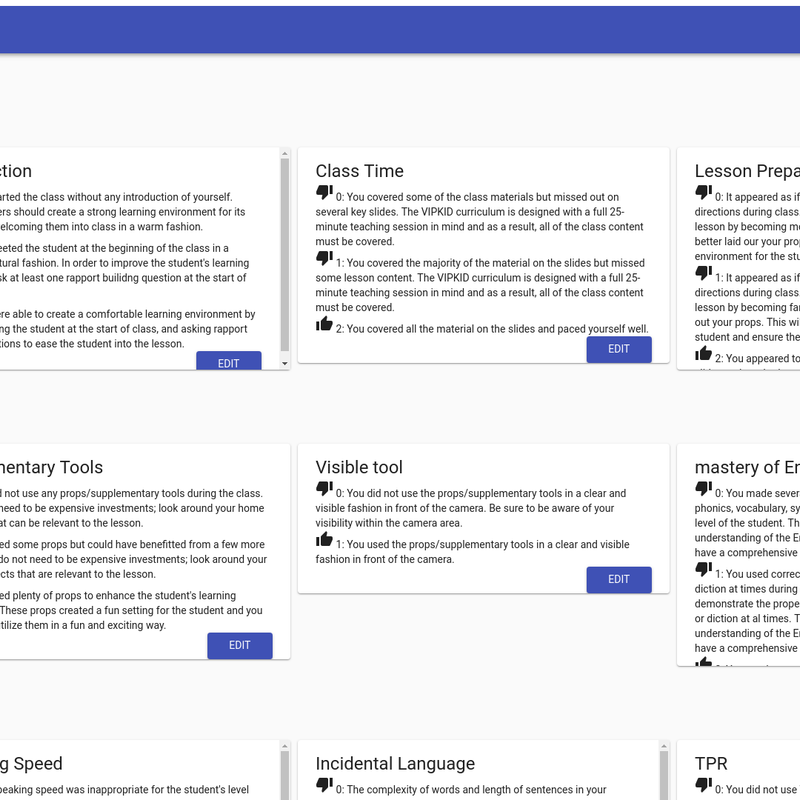 ction
arted the class without any introduction of yourself.
ers should create a strong learning environment for its
elcoming them into class in a warm fashion.
eeted the student at the beginning of the class in a
tural fashion. In order to improve the student's learning
sk at least one rapport builidng question at the start of
ere able to create a comfortable learning environment by
ng the student at the start of class, and asking rapport
tions to ease the student into the lesson.
EDIT
Class Time
0: You covered some of the class materials but missed out on
several key slides. The VIPKID curriculum is designed with a full 25-
minute teaching session in mind and as a result, all of the class content
must be covered.
1: You covered the majority of the material on the slides but missed
some lesson content. The VIPKID curriculum is designed with a full 25-
minute teaching session in mind and as a result, all of the class content
must be covered.
2: You covered all the material on the slides and paced yourself well.
EDIT
Lesson Prepa
0: It appeared as if
directions during class
lesson by becoming mo
better laid our your prop
environment for the stu
1: It appeared as if
directions during class.
lesson by becoming fam
out your props. This wi
student and ensure the
2: You appeared to
mentary Tools
d not use any props/supplementary tools during the class.
need to be expensive investments; look around your home
at can be relevant to the lesson.
ed some props but could have benefitted from a few more
do not need to be expensive investments; look around your
cts that are relevant to the lesson.
ed plenty of props to enhance the student's learning
These props created a fun setting for the student and you
tilize them in a fun and exciting way.
EDIT
Visible tool
0: You did not use the props/supplementary tools in a clear and
visible fashion in front of the camera. Be sure to be aware of your
visibility within the camera area.
1: You used the props/supplementary tools in a clear and visible
fashion in front of the camera.
EDIT
mastery of En
0: You made sever
phonics, vocabulary, sy
level of the student. Th
understanding of the En
have a comprehensive
1: You used correc
diction at times during
demonstrate the prope
or diction at al times. T
understanding of the En
have a comprehensive
g Speed
peaking speed was inappropriate for the student's level
Incidental Language
0: The complexity of words and length of sentences in your
TPR
0: You did not use